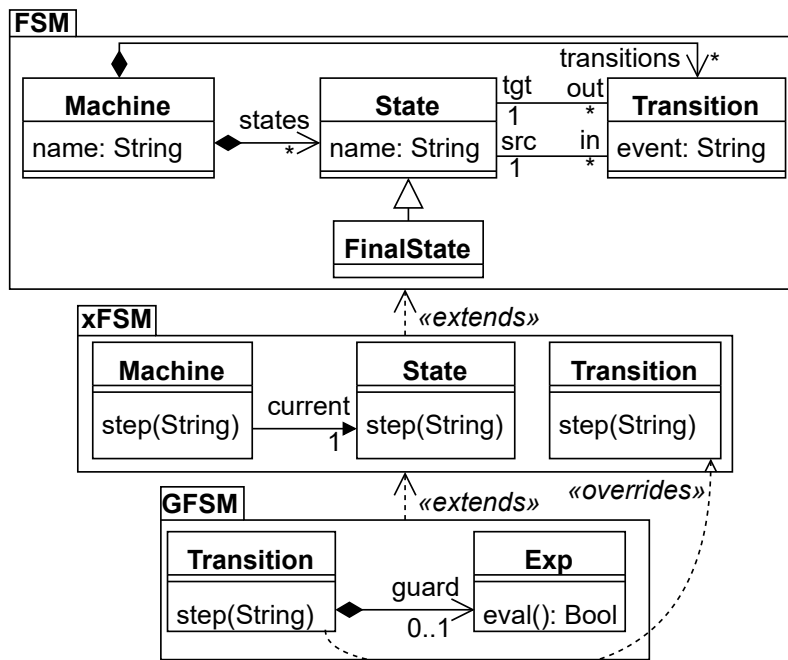 FSM
transitions *
Machine
name: String
states
*
State
name: String
tgt
1
out
*
src
1
in
*
Transition
event: String
FinalState
«extends»
xFSM
Machine
step(String)
current
1
State
step(String)
Transition
step(String)
«extends»
«overrides»
GFSM
Transition
step(String)
guard
0..1
Exp
eval(): Bool